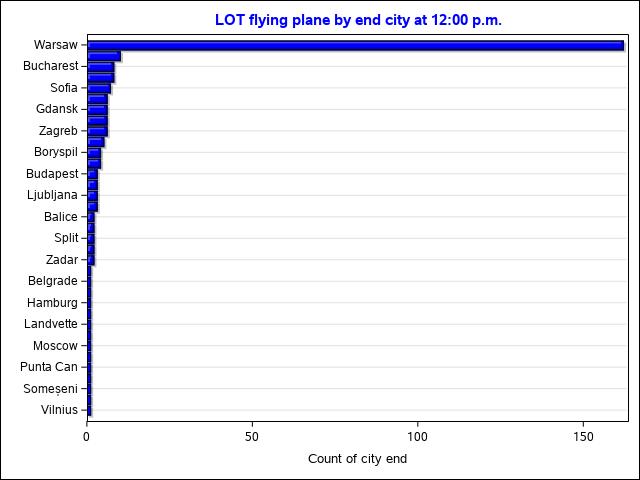 LOT flying plane by end city at 12:00 p.m.
Warsaw
Bucharest
Sofia
Gdansk
Zagreb
Boryspil
Budapest
Ljubljana
Balice
Split
Zadar
Belgrade
Hamburg
Landvette
Moscow
Punta Can
Someșeni
Vilnius
0 50 100 150
Count of city end